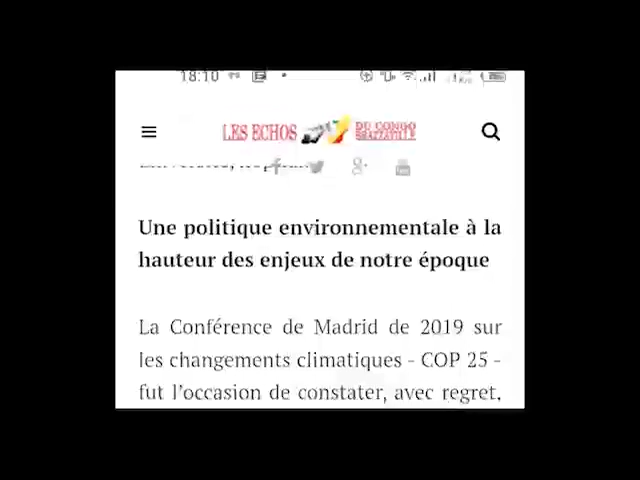 18:10
LES ECHOS DU CONGO
BRAZZAVILLE
Une politique environnementale à la
hauteur des enjeux de notre époque
La Conférence de Madrid de 2019 sur
les changements climatiques - COP 25 -
fut l’occasion de constater, avec regret,